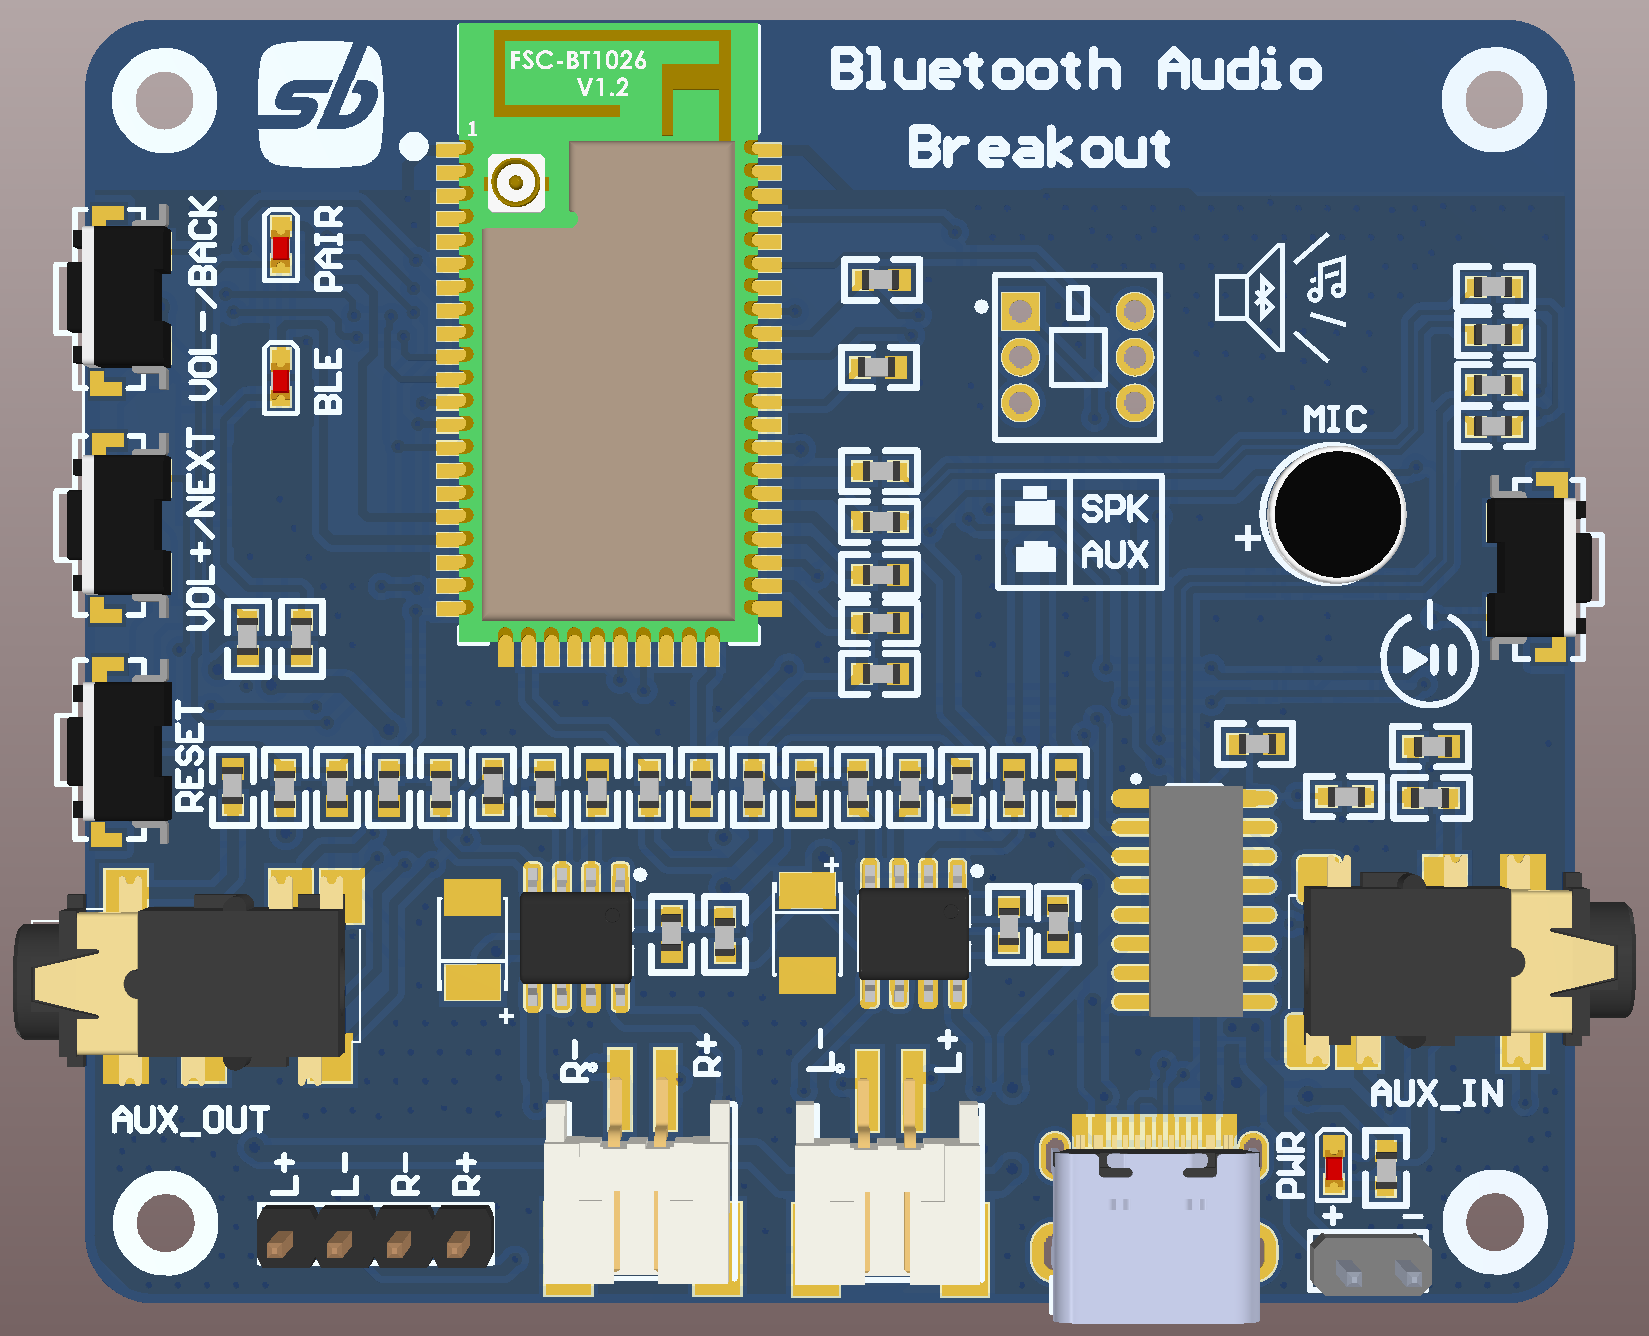 sb
FSC-BT1026
V1.2
1
Bluetooth Audio
Breakout
VOL-/BACK
PAIR
BLE
VOL+/NEXT
MIC
+
SPK
AUX
RESET
+
+
R-
R+
L-
L+
AUX_OUT
AUX_IN
L+
L-
R-
R+
PWR
+
-